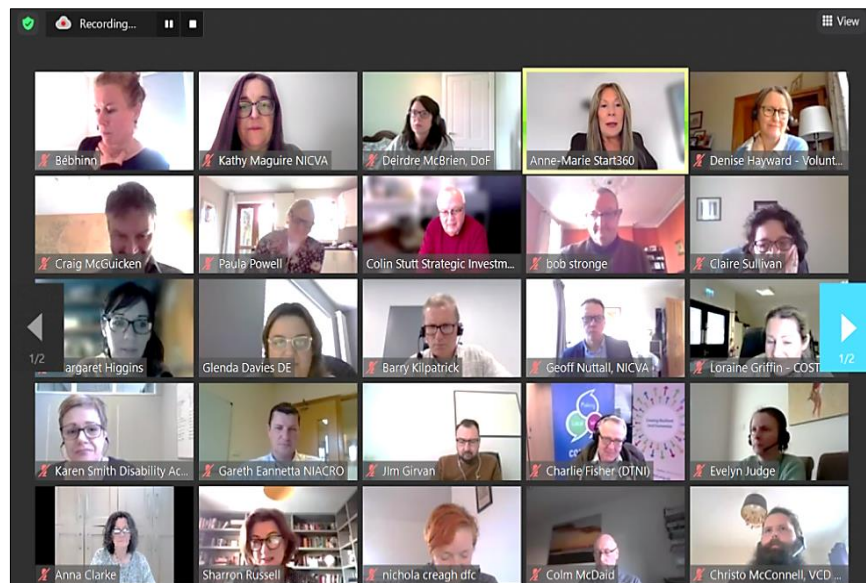 Recording...
View
Bébhinn
Kathy Maguire NICVA
Deirdre McBrien, DoF
Anne-Marie Start360
Denise Hayward - Volunt...
Craig McGuicken
Paula Powell
Colin Stutt Strategic Investm...
bob stronge
Claire Sullivan
1/2
argaret Higgins
Glenda Davies DE
Barry Kilpatrick
Geoff Nuttall, NICVA
Loraine Griffin - COST
1/2
Karen Smith Disability Ac...
Gareth Eannetta NIACRO
Jim Girvan
Charlie Fisher (DTNI)
Evelyn Judge
Anna Clarke
Sharron Russell
nichola creagh dfc
Colm McDaid
Christo McConnell, VCD ...